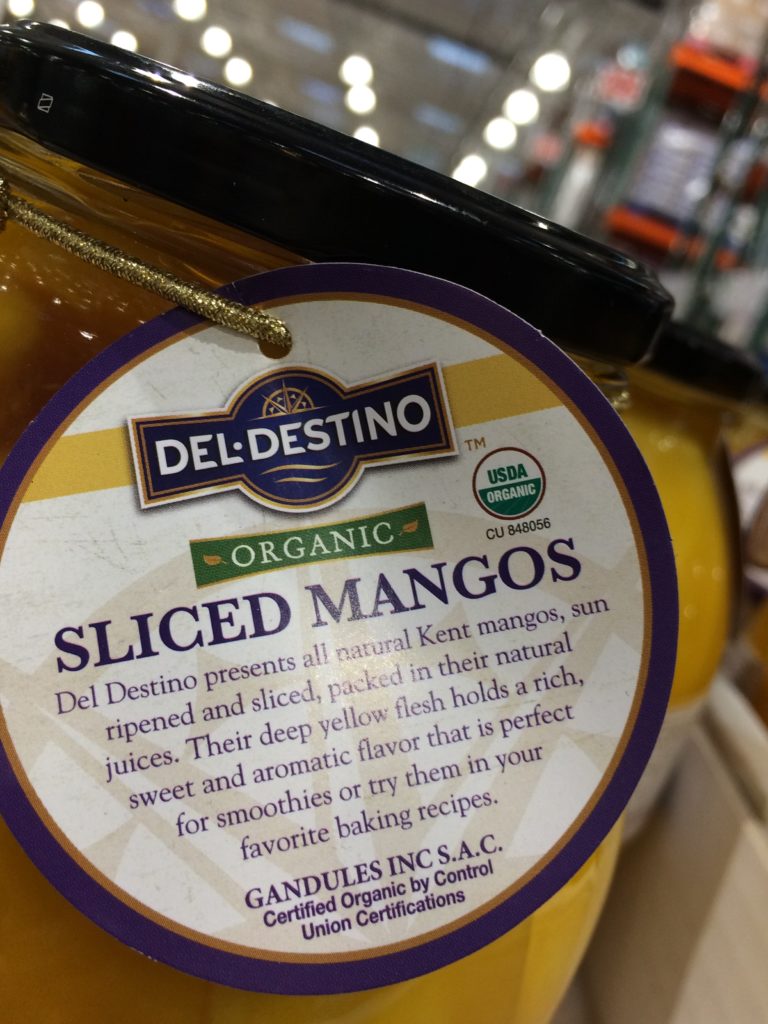 DEL·DESTINO
TM
USDA
ORGANIC
CU 848056
ORGANIC
SLICED MANGOS
Del Destino presents all natural Kent mangos, sun
ripened and sliced, packed in their natural
juices. Their deep yellow flesh holds a rich,
sweet and aromatic flavor that is perfect
for smoothies or try them in your
favorite baking recipes.
GANDULES INC S.A.C.
Certified Organic by Control
Union Certifications